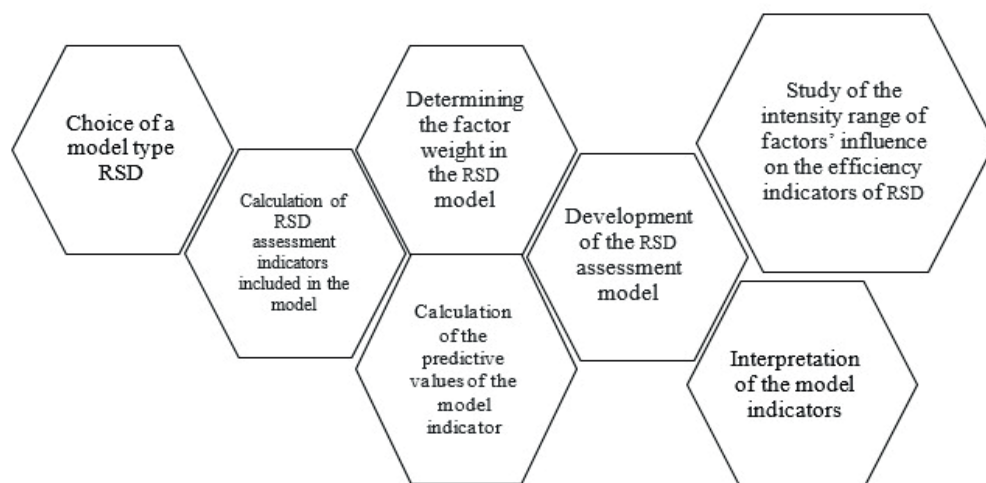 Choice of a
model type
RSD
Calculation of
RSD
assessment
indicators
included in the
model
Determining
the factor
weight in
the RSD
model
Calculation
of the
predictive
values of the
model
indicator
Development
of the RSD
assessment
model
Study of the
intensity range of
factors’ influence
on the efficiency
indicators of RSD
Interpretation
of the model
indicators